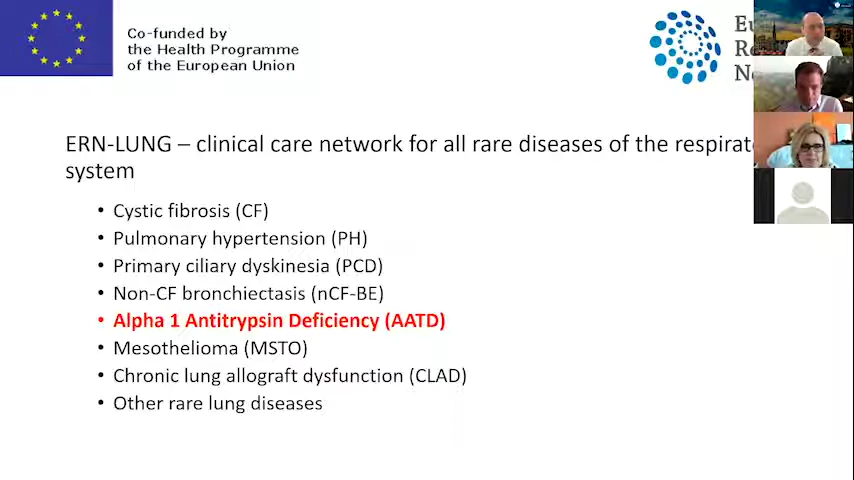 Co-funded by
the Health Programme
of the European Union
ERN-LUNG – clinical care network for all rare diseases of the
system
• Cystic fibrosis (CF)
• Pulmonary hypertension (PH)
• Primary ciliary dyskinesia (PCD)
• Non-CF bronchiectasis (nCF-BE)
• Alpha 1 Antitrypsin Deficiency (AATD)
• Mesothelioma (MSTO)
• Chronic lung allograft dysfunction (CLAD)
• Other rare lung diseases